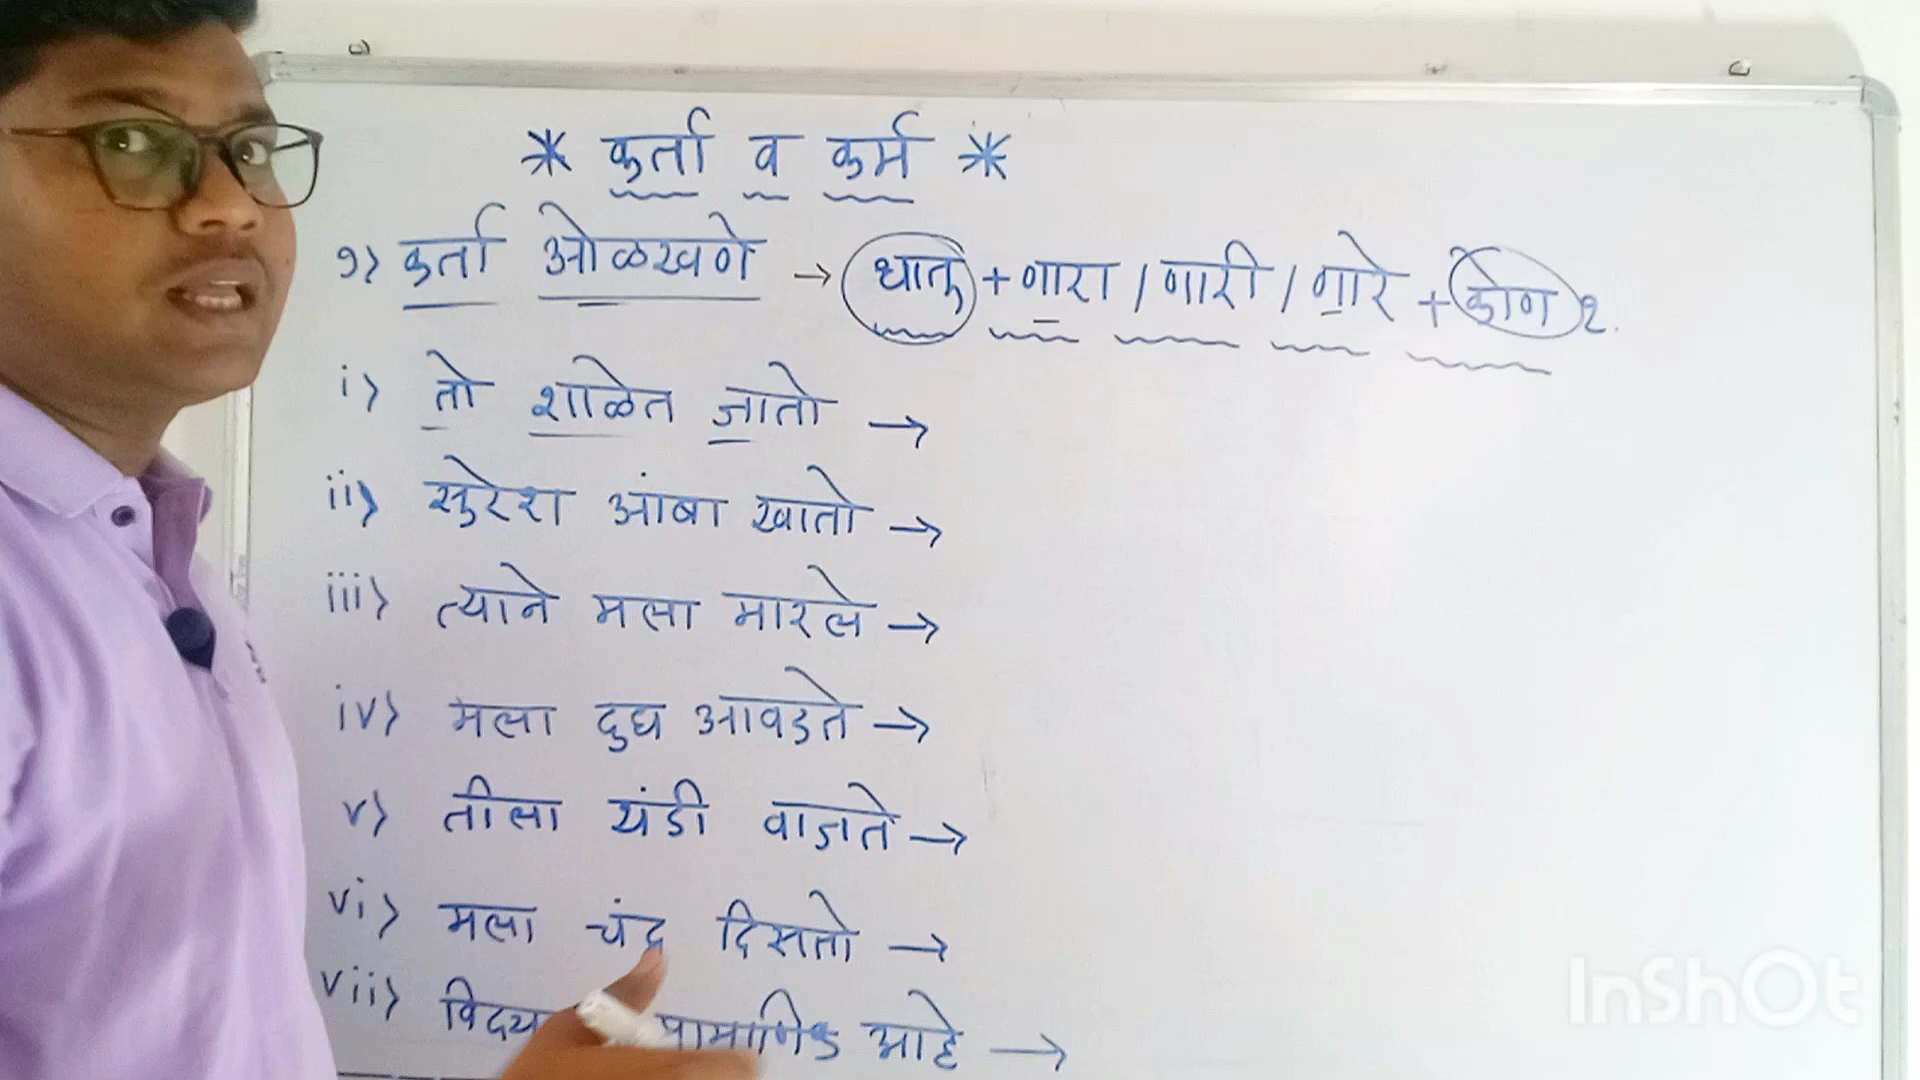 * कर्ता व कर्म *
१) कर्ता ओळखणे → धातू + णारा / णारी / णारे + कोण?
i) तो शाळेत जातो →
ii) सुरेश आंबा खातो →
iii) त्याने मला मारले →
iv) मला दुध आवडते →
v) तीला थंडी वाजते →
vi) मला चंद्र दिसतो →
vii) प्रामाणिक आहे →
InShOt